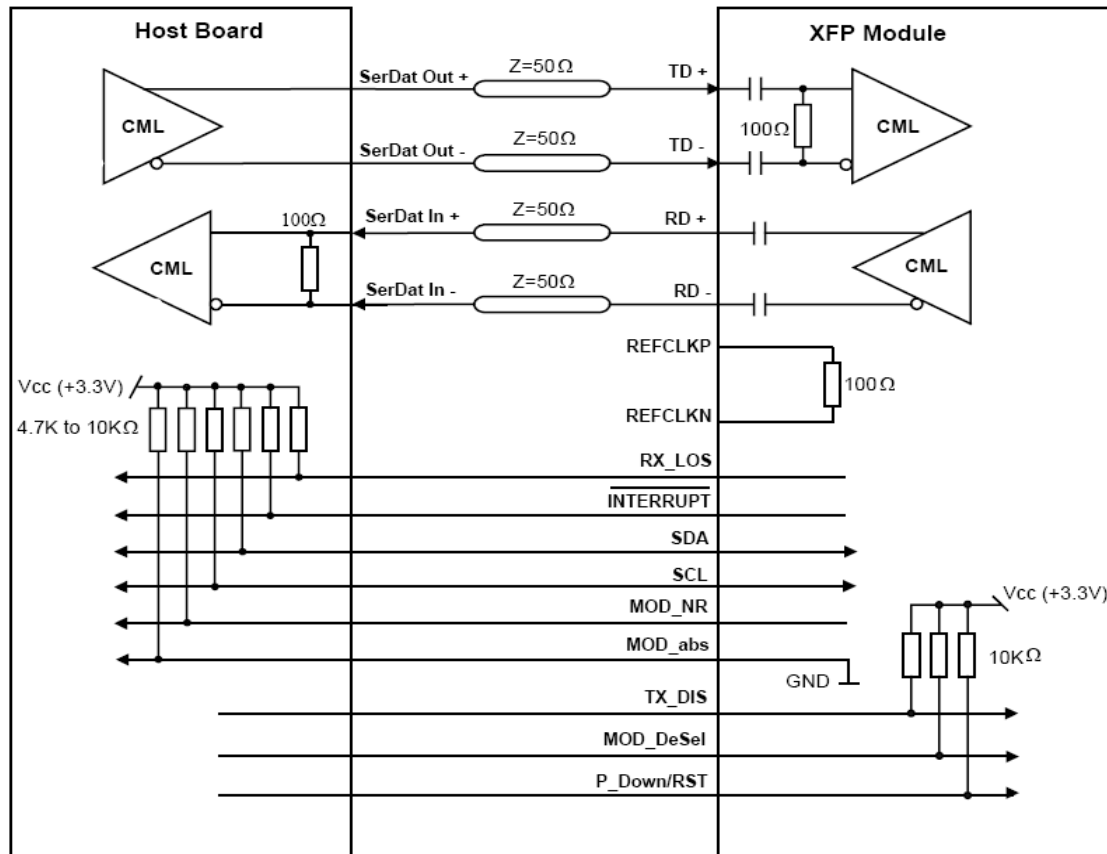 Host Board
XFP Module
SerDat Out +
Z=50Ω
TD +
CML
100Ω
CML
SerDat Out -
Z=50Ω
TD -
100Ω
SerDat In +
Z=50Ω
RD +
CML
CML
SerDat In -
Z=50Ω
RD -
REFCLKP
Vcc (+3.3V)
100Ω
4.7K to 10KΩ
REFCLKN
RX_LOS
INTERRUPT
SDA
SCL
Vcc (+3.3V)
MOD_NR
MOD_abs
10KΩ
GND
TX_DIS
MOD_DeSel
P_Down/RST